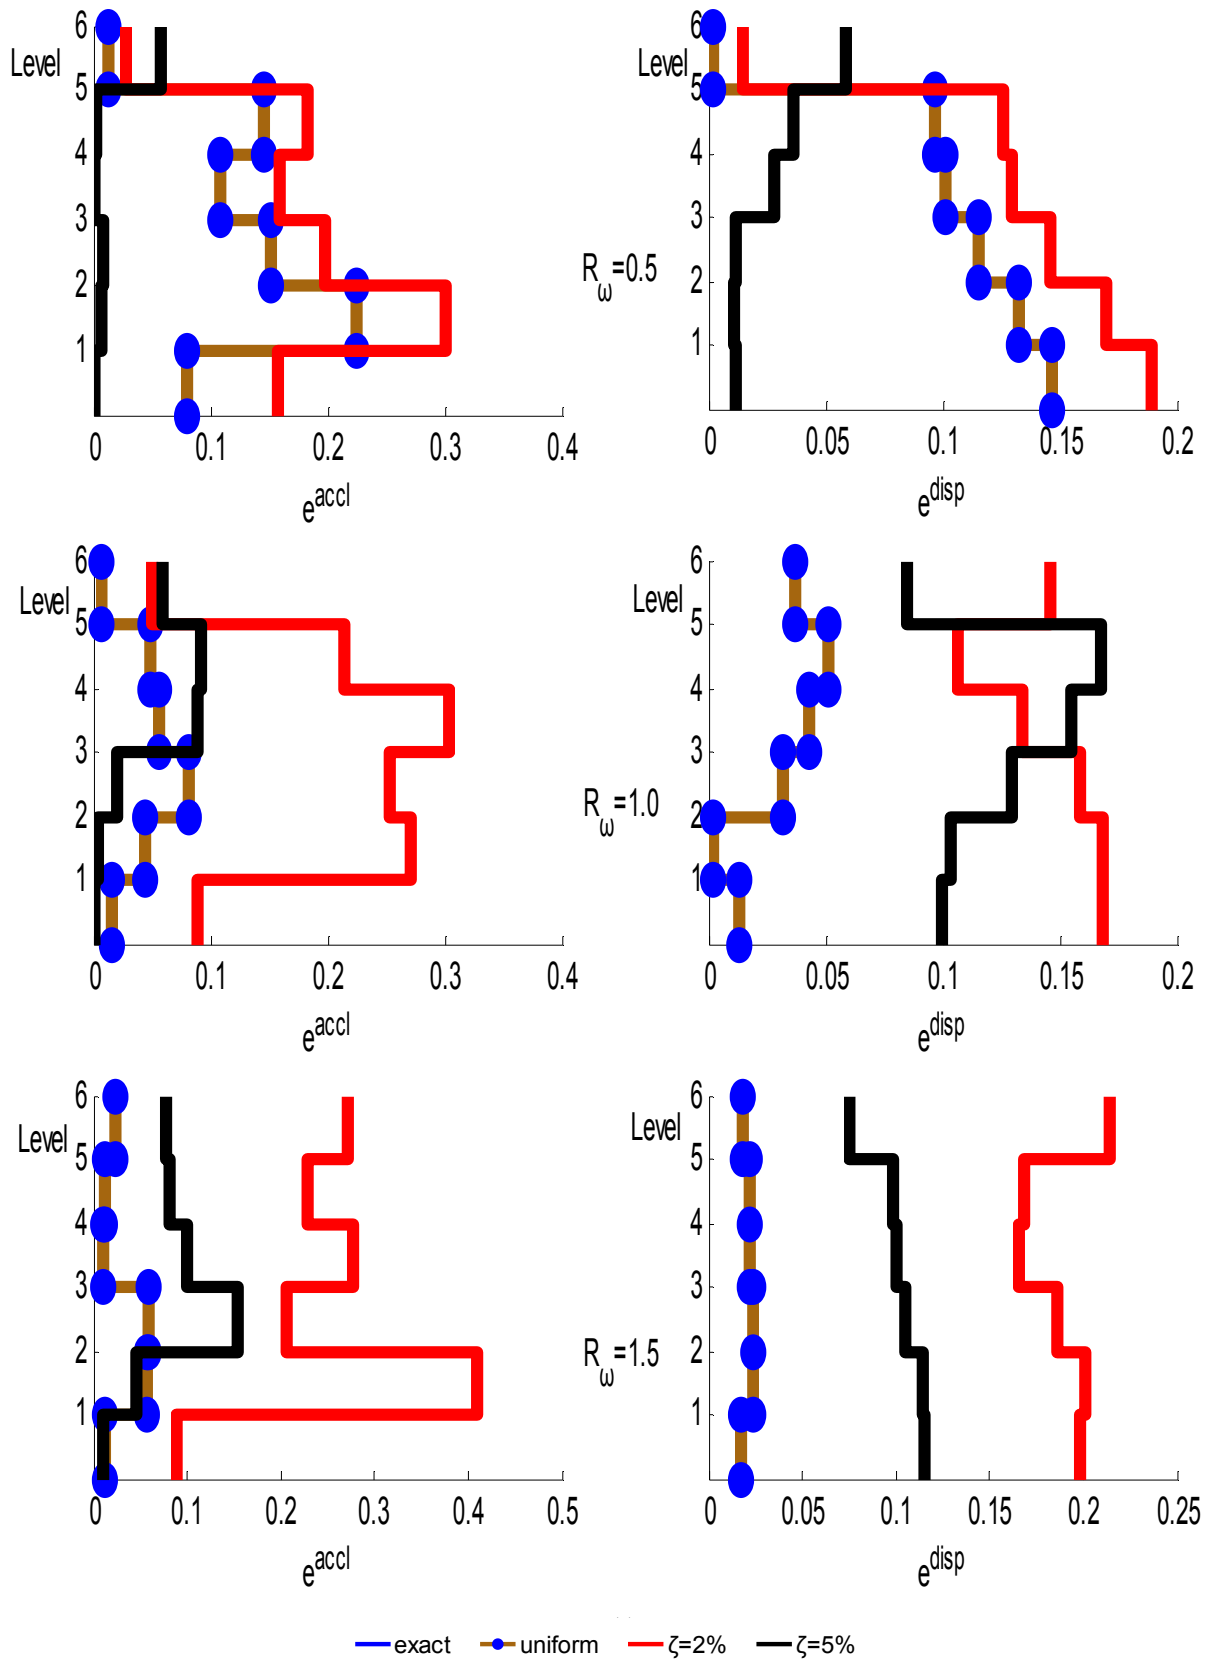 6
Level
5
4
3
2
1
0 0.1 0.2 0.3 0.4
e^accl
6
Level
5
4
3
2
1
0 0.05 0.1 0.15 0.2
e^disp
R_ω=0.5
6
Level
5
4
3
2
1
0 0.1 0.2 0.3 0.4
e^accl
6
Level
5
4
3
2
1
0 0.05 0.1 0.15 0.2
e^disp
R_ω=1.0
6
Level
5
4
3
2
1
0 0.1 0.2 0.3 0.4 0.5
e^accl
6
Level
5
4
3
2
1
0 0.05 0.1 0.15 0.2 0.25
e^disp
R_ω=1.5
exact uniform ζ=2% ζ=5%